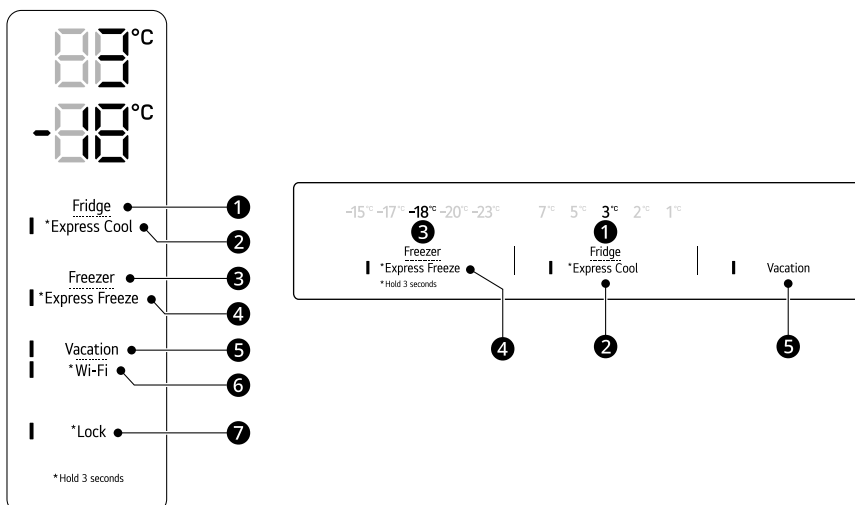 3°C
-18°C
Fridge 1
*Express Cool 2
Freezer 3
*Express Freeze 4
Vacation 5
*Wi-Fi 6
*Lock 7
*Hold 3 seconds
-15°C -17°C -18°C -20°C -23°C 7°C 5°C 3°C 2°C 1°C
3 1
Freezer Fridge
*Express Freeze *Express Cool Vacation
*Hold 3 seconds
4 2 5